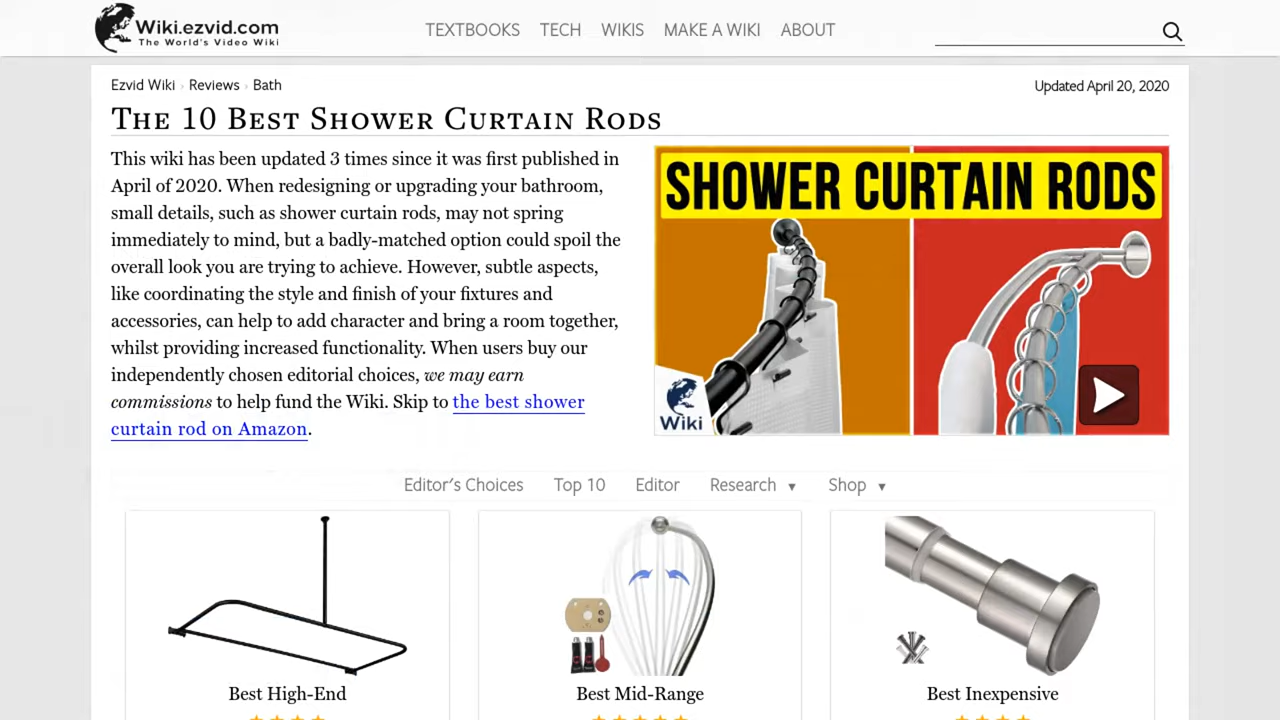 Wiki.ezvid.com
The World's Video Wiki
TEXTBOOKS TECH WIKIS MAKE A WIKI ABOUT
Ezvid Wiki › Reviews › Bath
Updated April 20, 2020
The 10 Best Shower Curtain Rods
This wiki has been updated 3 times since it was first published in
April of 2020. When redesigning or upgrading your bathroom,
small details, such as shower curtain rods, may not spring
immediately to mind, but a badly-matched option could spoil the
overall look you are trying to achieve. However, subtle aspects,
like coordinating the style and finish of your fixtures and
accessories, can help to add character and bring a room together,
whilst providing increased functionality. When users buy our
independently chosen editorial choices, we may earn
commissions to help fund the Wiki. Skip to the best shower
curtain rod on Amazon.
SHOWER CURTAIN RODS
Wiki
Editor's Choices Top 10 Editor Research ▼ Shop ▼
Best High-End
Best Mid-Range
Best Inexpensive